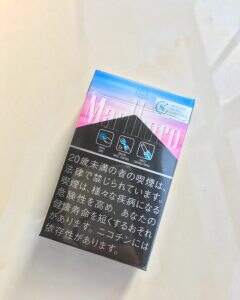 Marlboro
20歳未満の者の喫煙は、
法律で禁じられています。
喫煙は、様々な疾病になる
危険性を高め、あなたの
健康寿命を短くするおそれ
があります。ニコチンには
依存性があります。